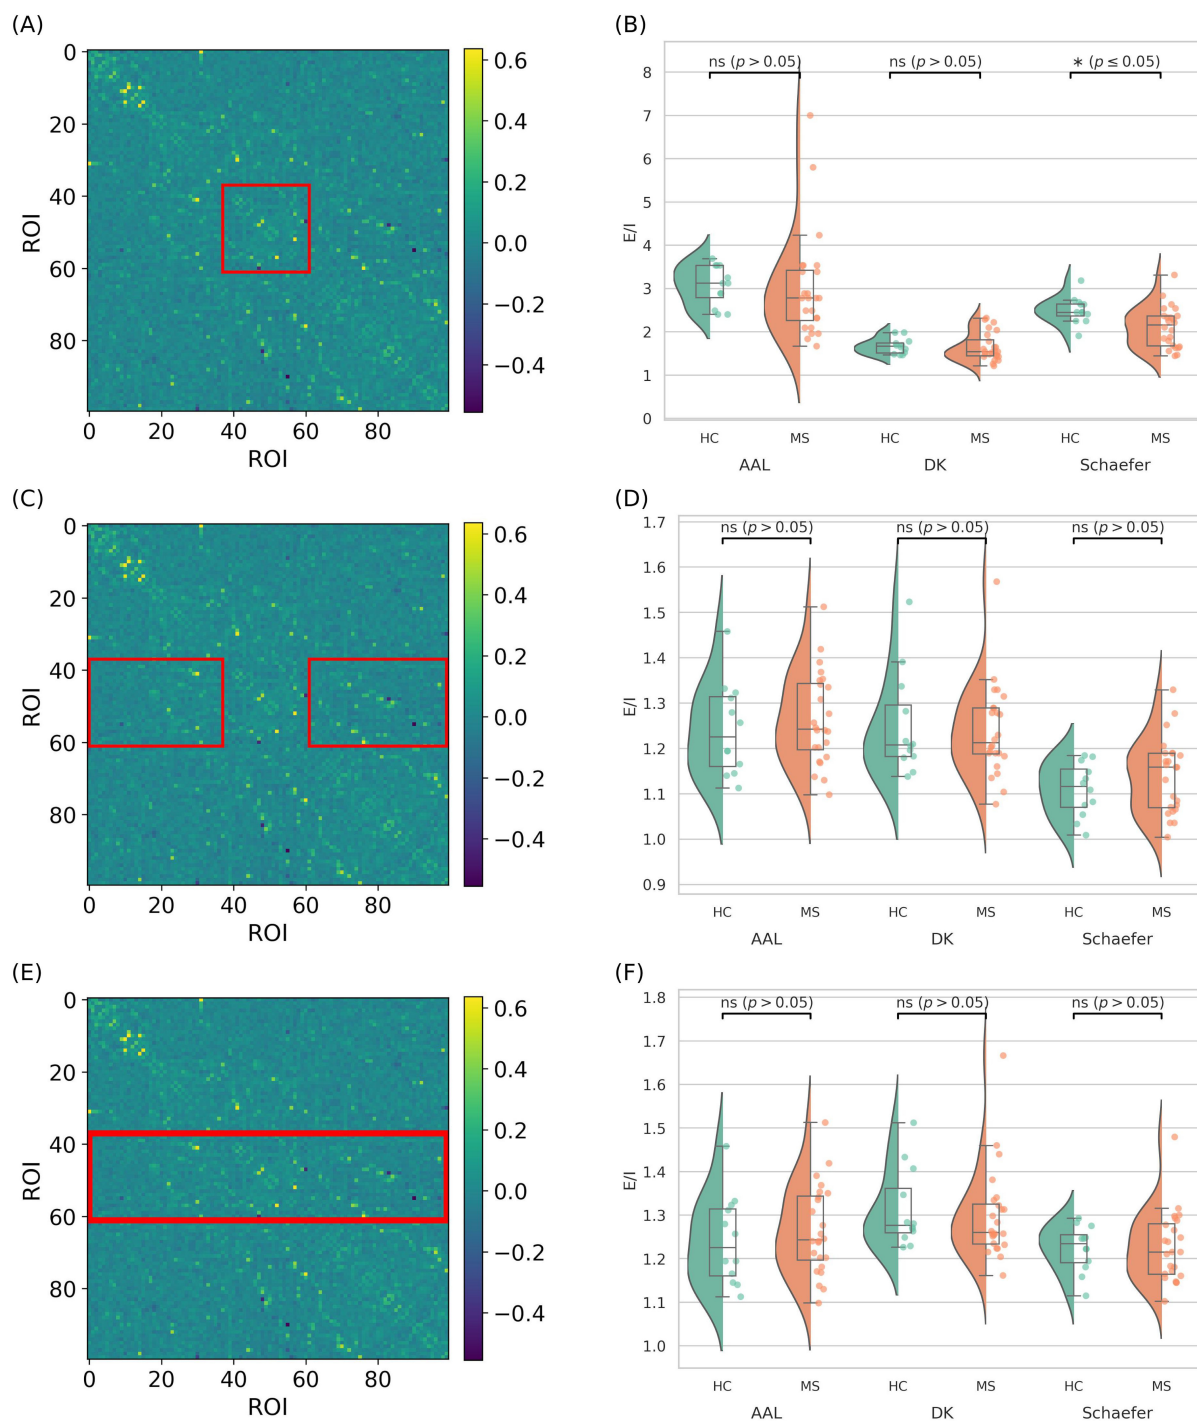 (A)
0
20
40
60
80
ROI
0 20 40 60 80
ROI
0.6
0.4
0.2
0.0
−0.2
−0.4
(B)
8
7
6
5
4
3
2
1
0
E/I
ns (p > 0.05) ns (p > 0.05) * (p ≤ 0.05)
HC MS HC MS HC MS
AAL DK Schaefer
(C)
0
20
40
60
80
ROI
0 20 40 60 80
ROI
0.6
0.4
0.2
0.0
−0.2
−0.4
(D)
1.7
1.6
1.5
1.4
1.3
1.2
1.1
1.0
0.9
E/I
ns (p > 0.05) ns (p > 0.05) ns (p > 0.05)
HC MS HC MS HC MS
AAL DK Schaefer
(E)
0
20
40
60
80
ROI
0 20 40 60 80
ROI
0.6
0.4
0.2
0.0
−0.2
−0.4
(F)
1.8
1.7
1.6
1.5
1.4
1.3
1.2
1.1
1.0
E/I
ns (p > 0.05) ns (p > 0.05) ns (p > 0.05)
HC MS HC MS HC MS
AAL DK Schaefer